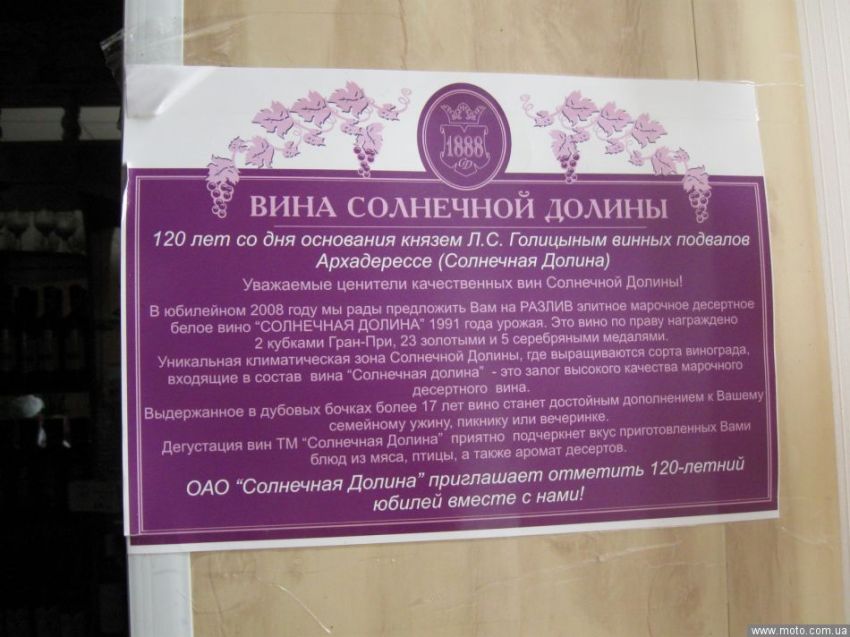 1888
СД
ВИНА СОЛНЕЧНОЙ ДОЛИНЫ
120 лет со дня основания князем Л.С. Голицыным винных подвалов
Архадерессе (Солнечная Долина)
Уважаемые ценители качественных вин Солнечной Долины!
В юбилейном 2008 году мы рады предложить Вам на РАЗЛИВ элитное марочное десертное
белое вино “СОЛНЕЧНАЯ ДОЛИНА” 1991 года урожая. Это вино по праву награждено
2 кубками Гран-При, 23 золотыми и 5 серебряными медалями.
Уникальная климатическая зона Солнечной Долины, где выращиваются сорта винограда,
входящие в состав вина “Солнечная долина” - это залог высокого качества марочного
десертного вина.
Выдержанное в дубовых бочках более 17 лет вино станет достойным дополнением к Вашему
семейному ужину, пикнику или вечеринке.
Дегустация вин ТМ “Солнечная Долина” приятно подчеркнет вкус приготовленных Вами
блюд из мяса, птицы, а также аромат десертов.
ОАО “Солнечная Долина” приглашает отметить 120-летний
юбилей вместе с нами!
www.moto.com.ua